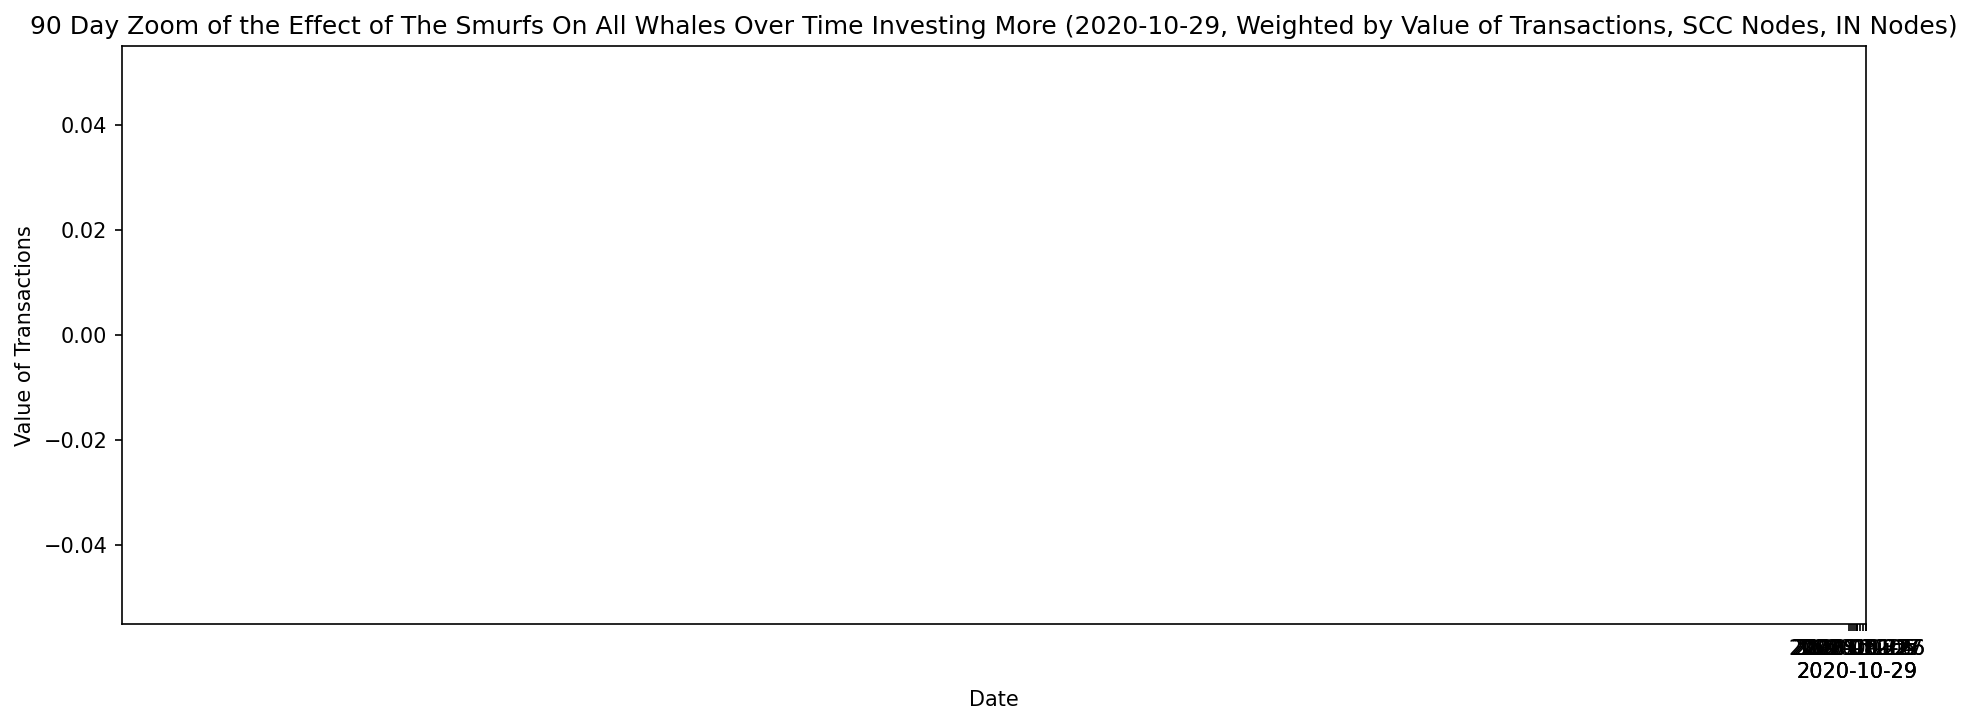 90 Day Zoom of the Effect of The Smurfs On All Whales Over Time Investing More (2020-10-29, Weighted by Value of Transactions, SCC Nodes, IN Nodes)
0.04
0.02
0.00
−0.02
−0.04
Value of Transactions
2020-10-29
Date